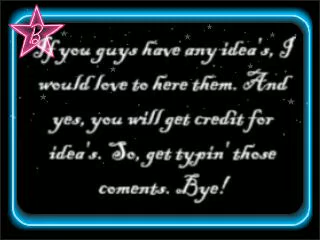 If you guys have any idea's, I
would love to here them. And
yes, you will get credit for
idea's. So, get typin' those
coments. Bye!